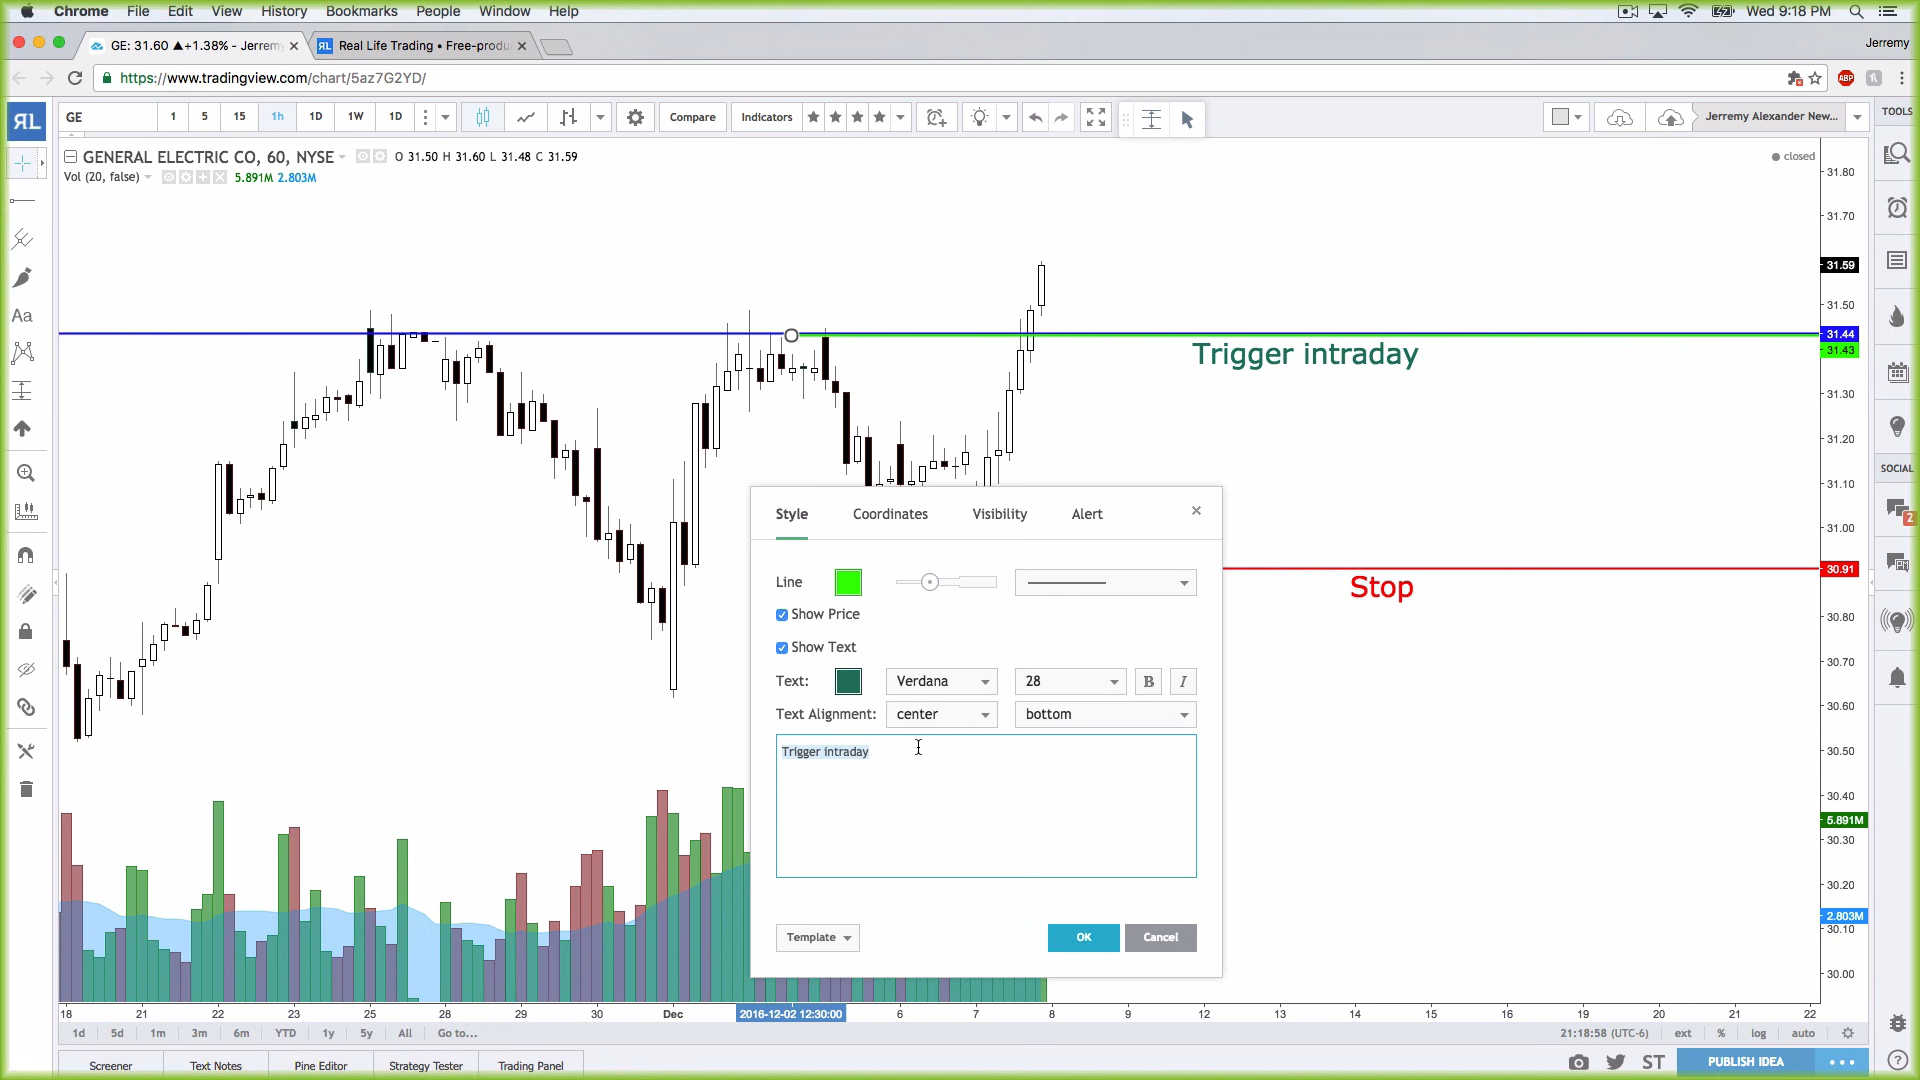 Chrome File Edit View History Bookmarks People Window Help Wed 9:18 PM
GE: 31.60 ▲+1.38% - Jerremy Real Life Trading • Free-produ Jerremy
https://www.tradingview.com/chart/5az7G2YD/ ABP
RL GE 1 5 15 1h 1D 1W 1D Compare Indicators Jerremy Alexander New... TOOLS
GENERAL ELECTRIC CO, 60, NYSE O 31.50 H 31.60 L 31.48 C 31.59 closed
Vol (20, false) 5.891M 2.803M
31.80
31.70
31.59
31.50
31.44
31.43
Trigger intraday
31.30
31.20
31.10
31.00
30.91
Stop
30.80
30.70
30.60
30.50
30.40
5.891M
30.30
30.20
2.803M
30.10
30.00
Aa
SOCIAL
2
Style Coordinates Visibility Alert
Line
Show Price
Show Text
Text: Verdana 28 B I
Text Alignment: center bottom
Trigger intraday
Template OK Cancel
18 21 22 23 25 28 29 30 Dec 2016-12-02 12:30:00 6 7 8 9 12 13 14 15 16 19 20 21 22
1d 5d 1m 3m 6m YTD 1y 5y All Go to... 21:18:58 (UTC-6) ext % log auto
Screener Text Notes Pine Editor Strategy Tester Trading Panel ST PUBLISH IDEA